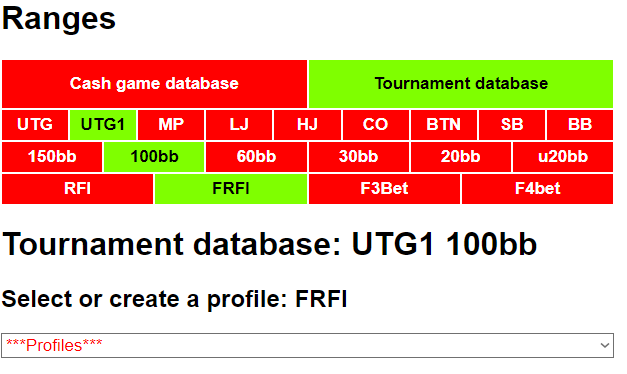 Ranges
Cash game database Tournament database
UTG UTG1 MP LJ HJ CO BTN SB BB
150bb 100bb 60bb 30bb 20bb u20bb
RFI FRFI F3Bet F4bet
Tournament database: UTG1 100bb
Select or create a profile: FRFI
***Profiles***